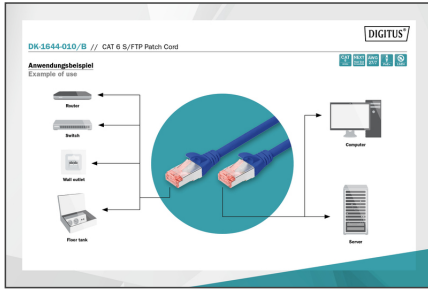 DIGITUS®
DK-1644-010/B // CAT 6 S/FTP Patch Cord
Anwendungsbeispiel
Example of use
Router
Switch
Wall outlet
Floor tank
Computer
Server